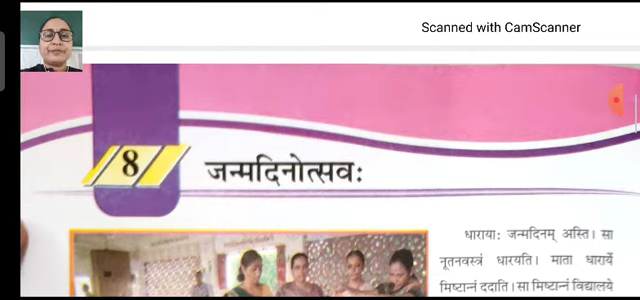 Scanned with CamScanner
8
जन्मदिनोत्सवः
धारायाः जन्मदिनम् अस्ति। सा
नूतनवस्त्रं धारयति। माता धारायै
मिष्टान्नं ददाति। सा मिष्टान्नं विद्यालये